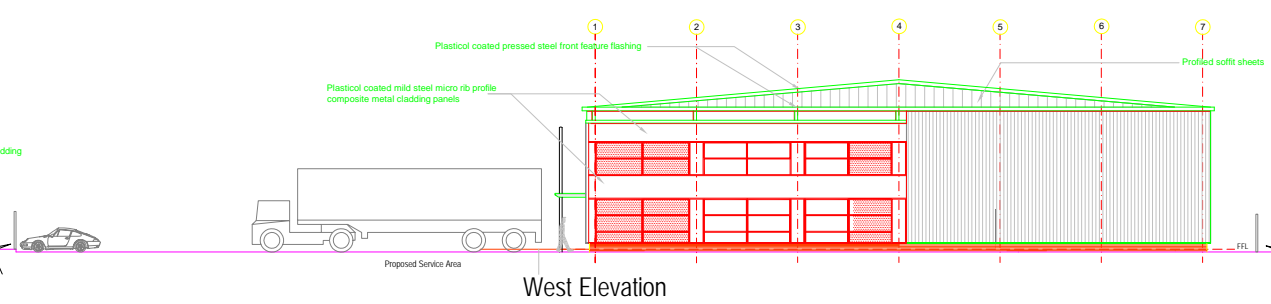 1 2 3 4 5 6 7
Plasticol coated pressed steel front feature flashing
Profiled soffit sheets
Plasticol coated mild steel micro rib profile
composite metal cladding panels
dding
FFL
Proposed Service Area
West Elevation